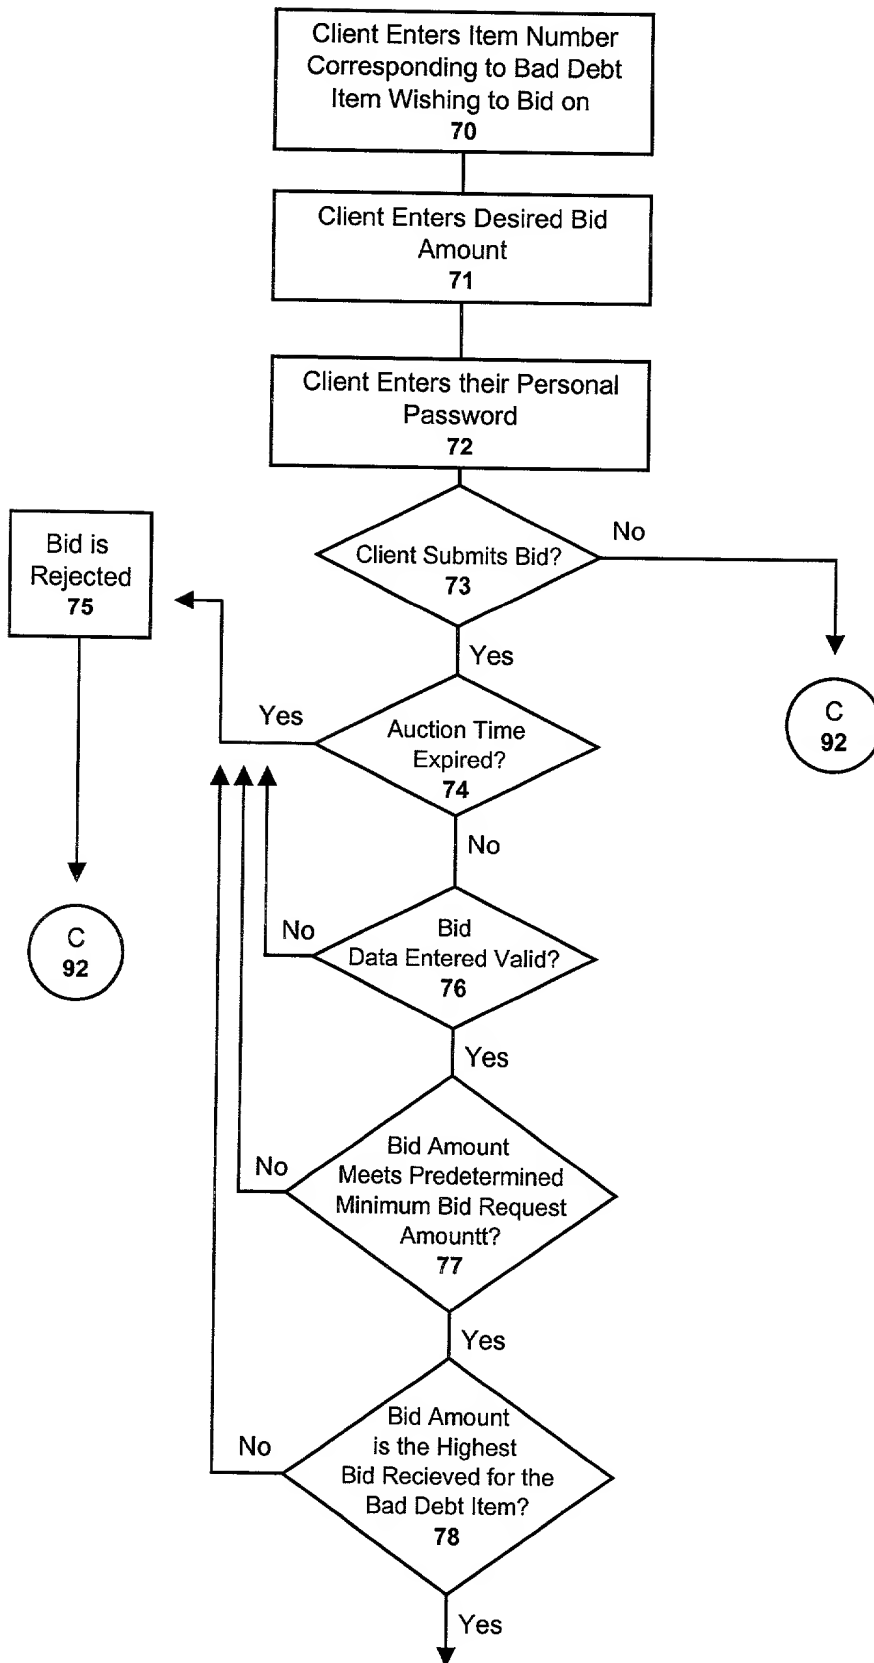 Client Enters Item Number
Corresponding to Bad Debt
Item Wishing to Bid on
70
Client Enters Desired Bid
Amount
71
Client Enters their Personal
Password
72
Client Submits Bid?
73
No
C
92
Yes
Bid is
Rejected
75
C
92
Auction Time
Expired?
74
Yes
No
Bid
Data Entered Valid?
76
No
Yes
Bid Amount
Meets Predetermined
Minimum Bid Request
Amountt?
77
No
Yes
Bid Amount
is the Highest
Bid Recieved for the
Bad Debt Item?
78
No
Yes